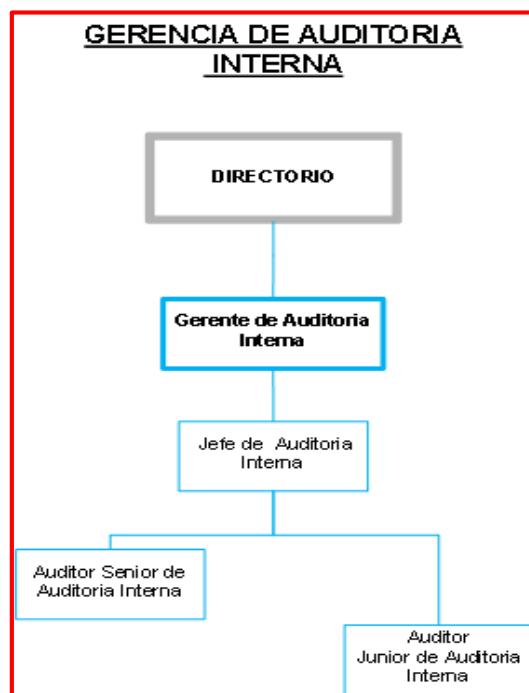 GERENCIA DE AUDITORIA
INTERNA
DIRECTORIO
Gerente de Auditoria
Interna
Jefe de Auditoria
Interna
Auditor Senior de
Auditoria Interna
Auditor
Junior de Auditoria
Interna